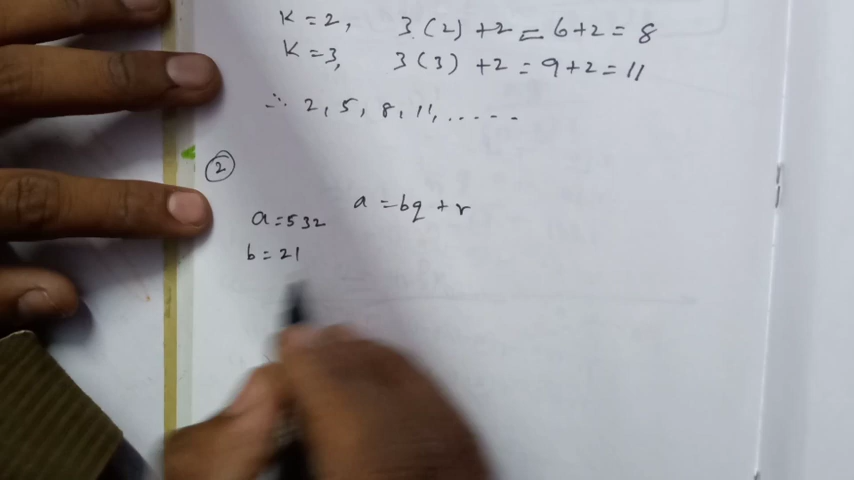 K = 2, 3 (2) + 2 = 6 + 2 = 8
K = 3, 3 (3) + 2 = 9 + 2 = 11
∴ 2, 5, 8, 11, .....
2
a = bq + r
a = 532
b = 21